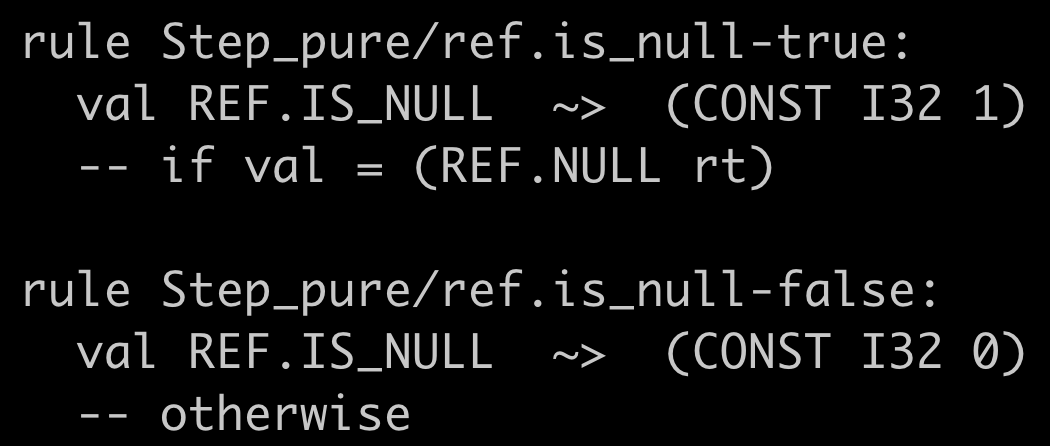 rule Step_pure/ref.is_null-true:
  val REF.IS_NULL  ~>  (CONST I32 1)
  -- if val = (REF.NULL rt)

rule Step_pure/ref.is_null-false:
  val REF.IS_NULL  ~>  (CONST I32 0)
  -- otherwise